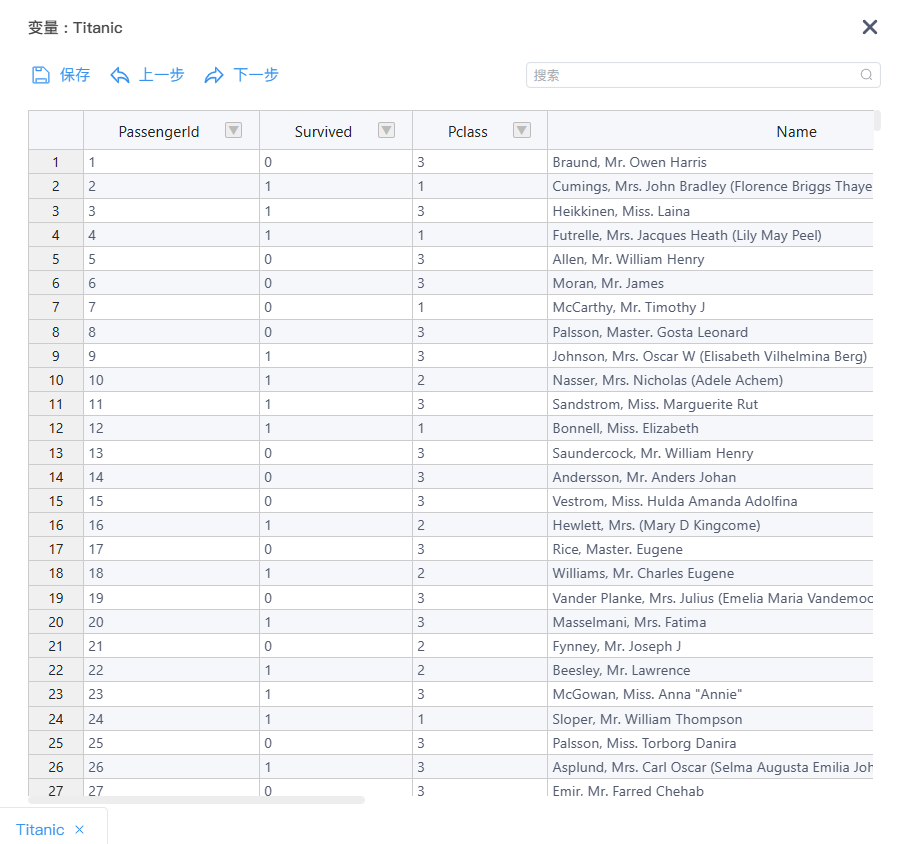 变量：Titanic
保存 上一步 下一步 搜索
PassengerId Survived Pclass Name
1 1 0 3 Braund, Mr. Owen Harris
2 2 1 1 Cumings, Mrs. John Bradley (Florence Briggs Thaye
3 3 1 3 Heikkinen, Miss. Laina
4 4 1 1 Futrelle, Mrs. Jacques Heath (Lily May Peel)
5 5 0 3 Allen, Mr. William Henry
6 6 0 3 Moran, Mr. James
7 7 0 1 McCarthy, Mr. Timothy J
8 8 0 3 Palsson, Master. Gosta Leonard
9 9 1 3 Johnson, Mrs. Oscar W (Elisabeth Vilhelmina Berg)
10 10 1 2 Nasser, Mrs. Nicholas (Adele Achem)
11 11 1 3 Sandstrom, Miss. Marguerite Rut
12 12 1 1 Bonnell, Miss. Elizabeth
13 13 0 3 Saundercock, Mr. William Henry
14 14 0 3 Andersson, Mr. Anders Johan
15 15 0 3 Vestrom, Miss. Hulda Amanda Adolfina
16 16 1 2 Hewlett, Mrs. (Mary D Kingcome)
17 17 0 3 Rice, Master. Eugene
18 18 1 2 Williams, Mr. Charles Eugene
19 19 0 3 Vander Planke, Mrs. Julius (Emelia Maria Vandemoc
20 20 1 3 Masselmani, Mrs. Fatima
21 21 0 2 Fynney, Mr. Joseph J
22 22 1 2 Beesley, Mr. Lawrence
23 23 1 3 McGowan, Miss. Anna "Annie"
24 24 1 1 Sloper, Mr. William Thompson
25 25 0 3 Palsson, Miss. Torborg Danira
26 26 1 3 Asplund, Mrs. Carl Oscar (Selma Augusta Emilia Joh
27 27 0 3 Emir, Mr. Farred Chehab
Titanic